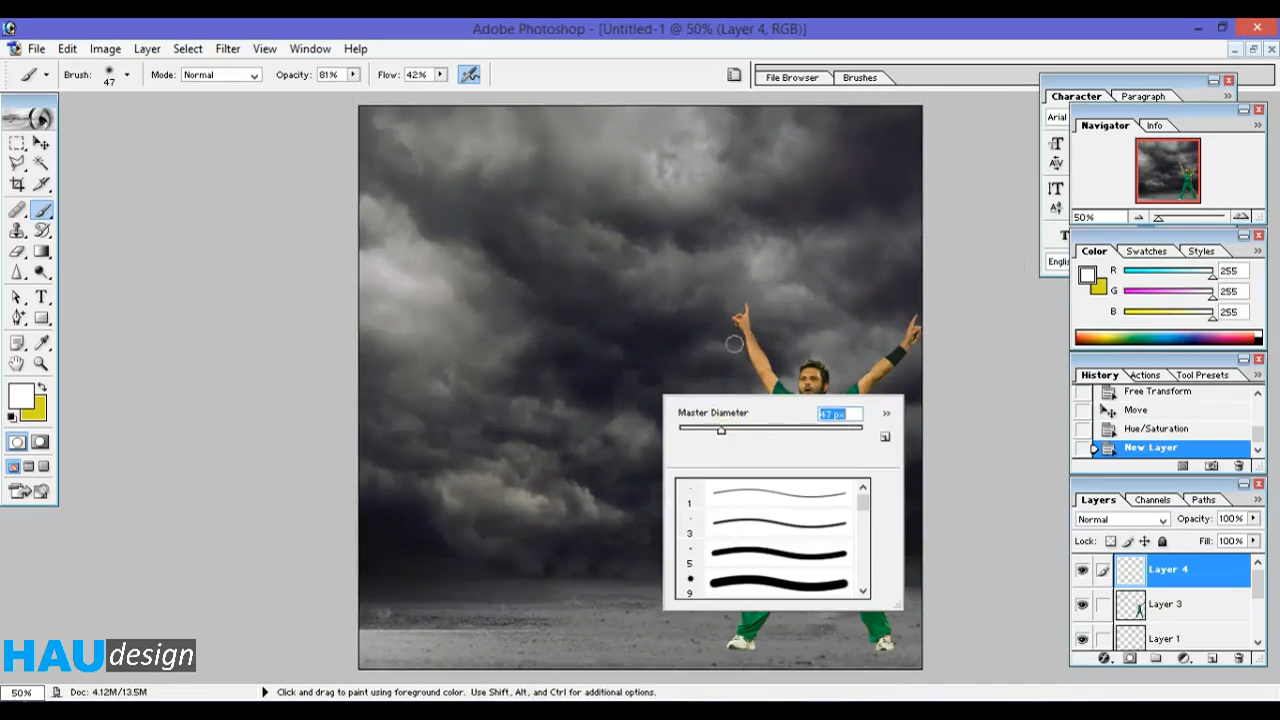 Adobe Photoshop - [Untitled-1 @ 50% (Layer 4, RGB)]
File Edit Image Layer Select Filter View Window Help
Brush: 47 Mode: Normal Opacity: 81% Flow: 42% File Browser Brushes
Character Paragraph
Arial
Navigator Info
50%
Color Swatches Styles
R 255
G 255
B 255
Englis
History Actions Tool Presets
Free Transform
Move
Hue/Saturation
New Layer
Master Diameter 47 px
1
3
5
9
Layers Channels Paths
Normal Opacity: 100%
Lock: Fill: 100%
Layer 4
Layer 3
Layer 1
HAU design
50% Doc: 4.12M/13.5M Click and drag to paint using foreground color. Use Shift, Alt, and Ctrl for additional options.